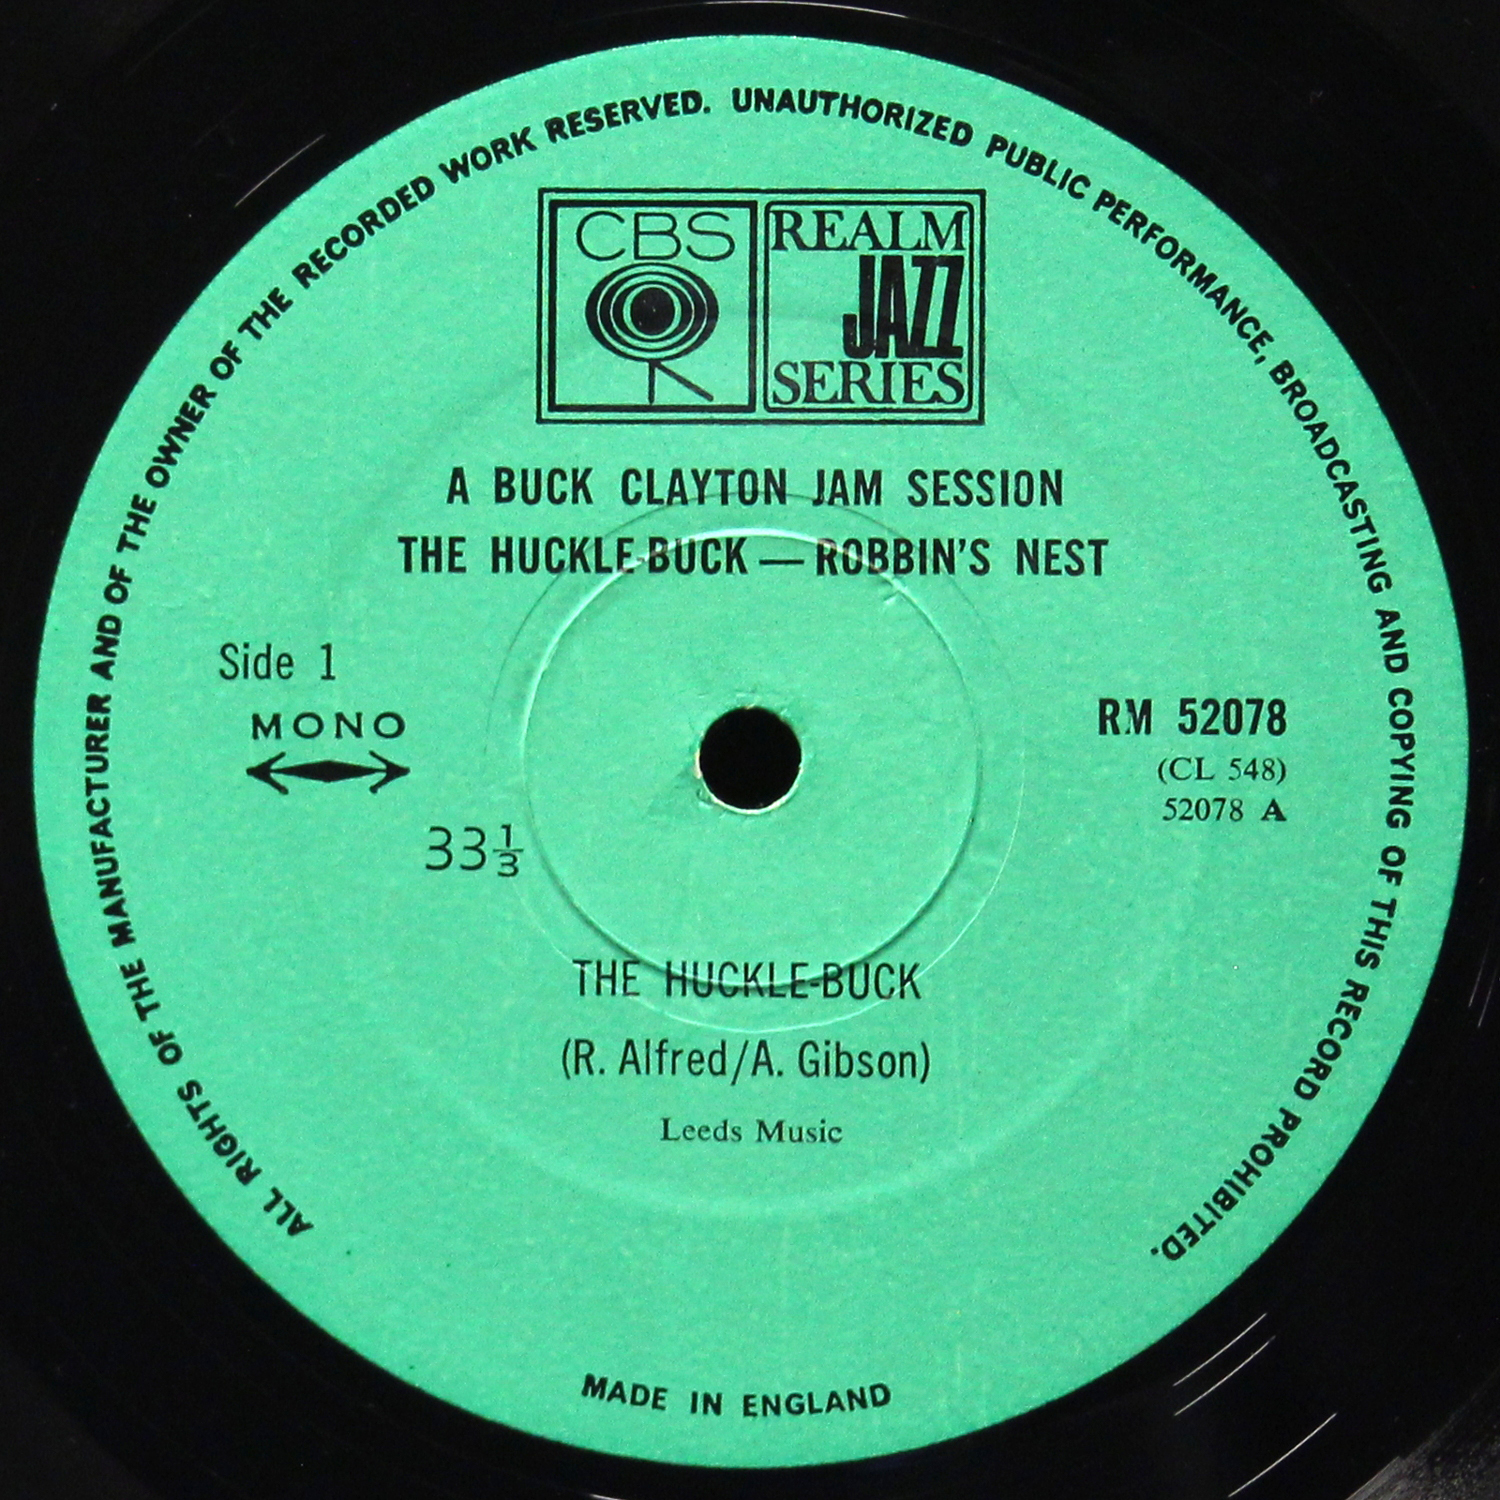 ALL RIGHTS OF THE MANUFACTURER AND OF THE OWNER OF THE RECORDED WORK RESERVED. UNAUTHORIZED PUBLIC PERFORMANCE, BROADCASTING AND COPYING OF THIS RECORD PROHIBITED.
CBS
REALM
JAZZ
SERIES
A BUCK CLAYTON JAM SESSION
THE HUCKLE-BUCK — ROBBIN'S NEST
Side 1
MONO
33⅓
RM 52078
(CL 548)
52078 A
THE HUCKLE-BUCK
(R. Alfred/A. Gibson)
Leeds Music
MADE IN ENGLAND